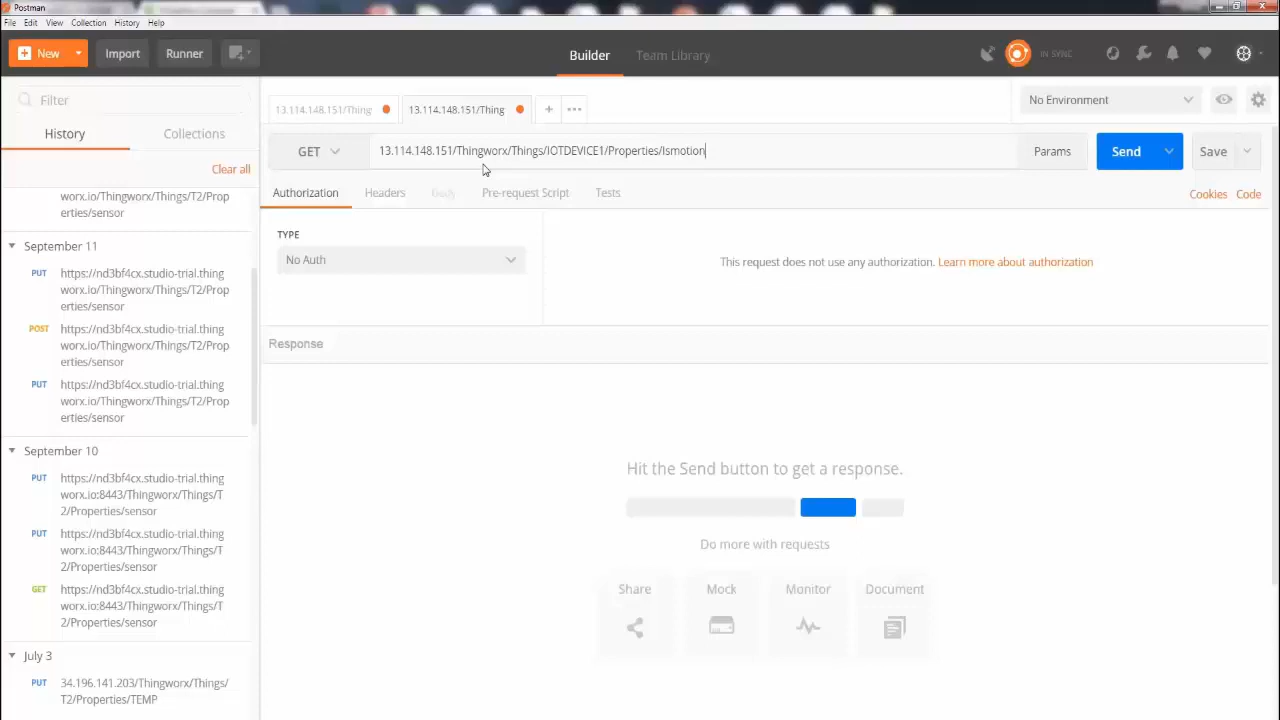 Postman
File Edit View Collection History Help
New Import Runner Builder Team Library IN SYNC
Filter
History Collections
Clear all
worx.io/Thingworx/Things/T2/Prop
erties/sensor
September 11
PUT https://nd3bf4cx.studio-trial.thing
worx.io/Thingworx/Things/T2/Prop
erties/sensor
POST https://nd3bf4cx.studio-trial.thing
worx.io/Thingworx/Things/T2/Prop
erties/sensor
PUT https://nd3bf4cx.studio-trial.thing
worx.io/Thingworx/Things/T2/Prop
erties/sensor
September 10
PUT https://nd3bf4cx.studio-trial.thing
worx.io:8443/Thingworx/Things/T
2/Properties/sensor
PUT https://nd3bf4cx.studio-trial.thing
worx.io:8443/Thingworx/Things/T
2/Properties/sensor
GET https://nd3bf4cx.studio-trial.thing
worx.io:8443/Thingworx/Things/T
2/Properties/sensor
July 3
PUT 34.196.141.203/Thingworx/Things/
T2/Properties/TEMP
13.114.148.151/Thing 13.114.148.151/Thing No Environment
GET 13.114.148.151/Thingworx/Things/IOTDEVICE1/Properties/Ismotion Params Send Save
Authorization Headers Body Pre-request Script Tests Cookies Code
TYPE
No Auth
This request does not use any authorization. Learn more about authorization
Response
Hit the Send button to get a response.
Do more with requests
Share Mock Monitor Document